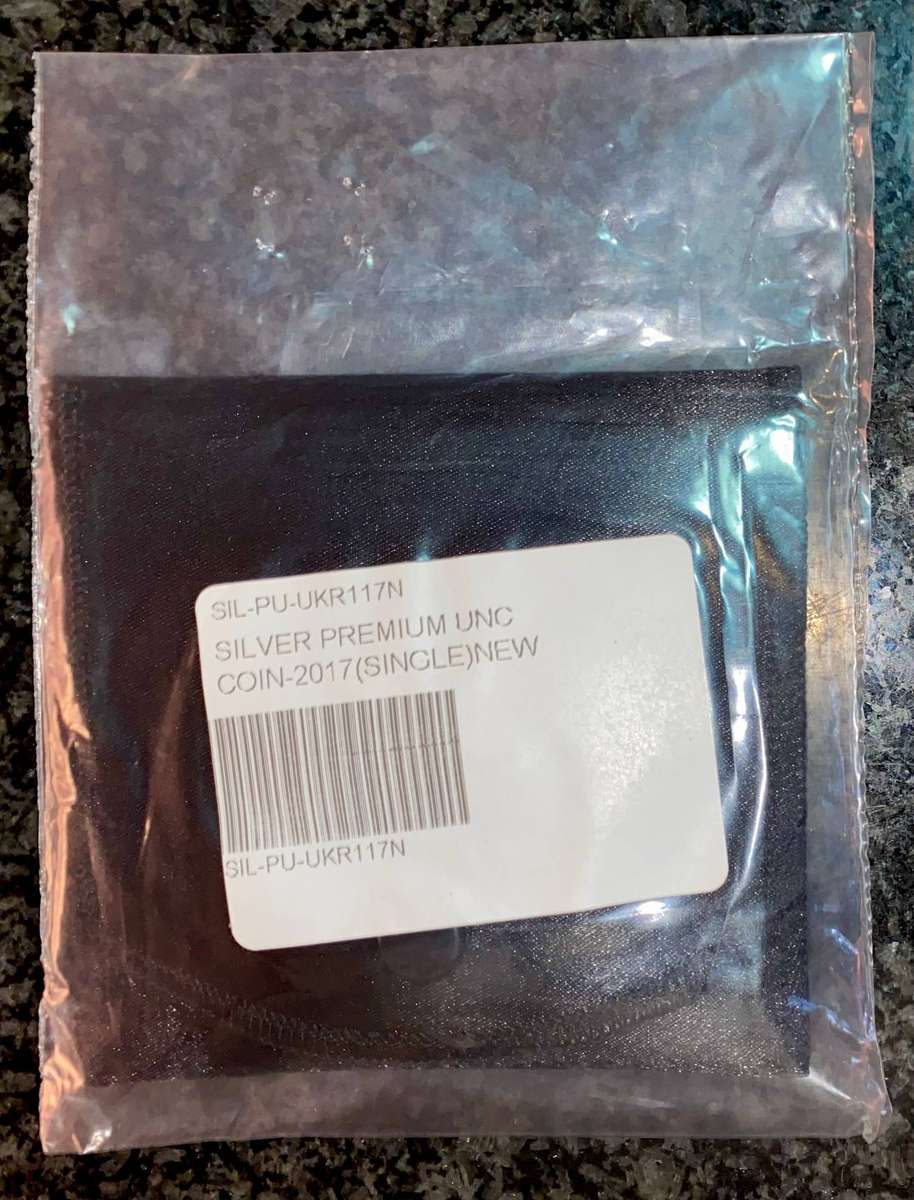 SIL-PU-UKR117N
SILVER PREMIUM UNC
COIN-2017(SINGLE)NEW
SIL-PU-UKR117N